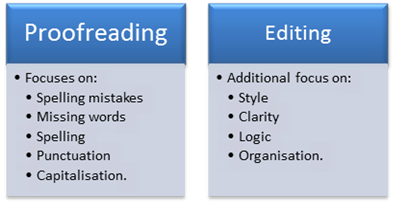 Proofreading
• Focuses on:
• Spelling mistakes
• Missing words
• Spelling
• Punctuation
• Capitalisation.
Editing
• Additional focus on:
• Style
• Clarity
• Logic
• Organisation.